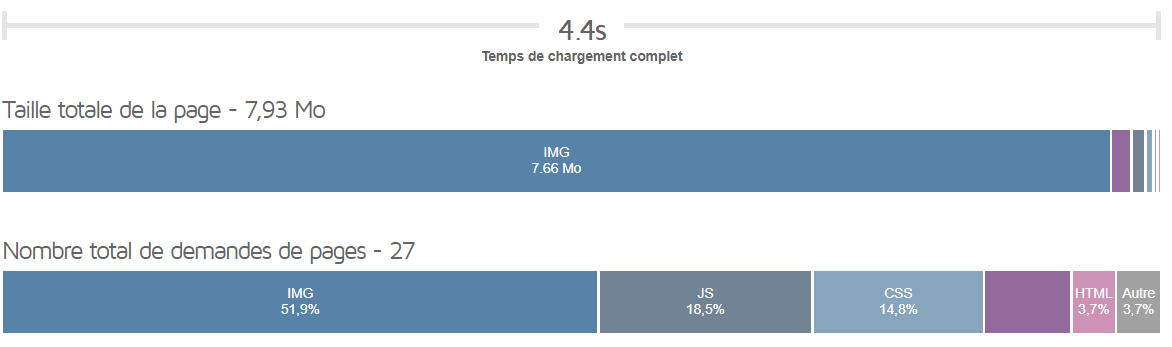 4.4s
Temps de chargement complet
Taille totale de la page - 7,93 Mo
IMG
7.66 Mo
Nombre total de demandes de pages - 27
IMG
51,9%
JS
18,5%
CSS
14,8%
HTML
3,7%
Autre
3,7%